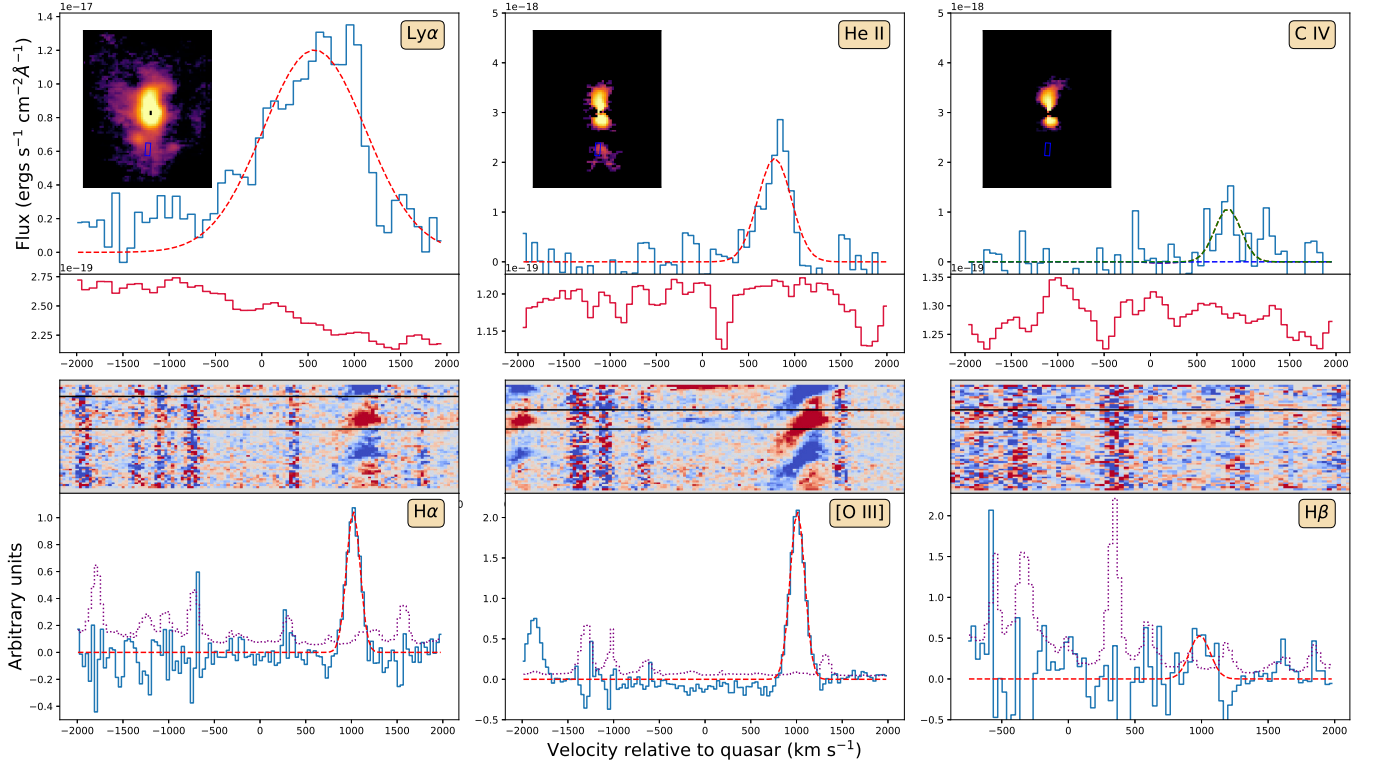 1e−17
Lyα
1.4
1.2
1.0
0.8
0.6
0.4
0.2
0.0
Flux (ergs s⁻¹ cm⁻²Å⁻¹)
1e−18
He II
5
4
3
2
1
0
1e−18
C IV
5
4
3
2
1
0
1e−19
2.75
2.50
2.25
−2000 −1500 −1000 −500 0 500 1000 1500 2000
1e−19
1.20
1.15
−2000 −1500 −1000 −500 0 500 1000 1500 2000
1e−19
1.35
1.30
1.25
−2000 −1500 −1000 −500 0 500 1000 1500 2000
Hα
1.0
0.8
0.6
0.4
0.2
0.0
−0.2
−0.4
Arbitrary units
−2000 −1500 −1000 −500 0 500 1000 1500 2000
[O III]
2.0
1.5
1.0
0.5
0.0
−0.5
−2000 −1500 −1000 −500 0 500 1000 1500 2000
Hβ
2.0
1.5
1.0
0.5
0.0
−0.5
−500 0 500 1000 1500 2000
Velocity relative to quasar (km s⁻¹)